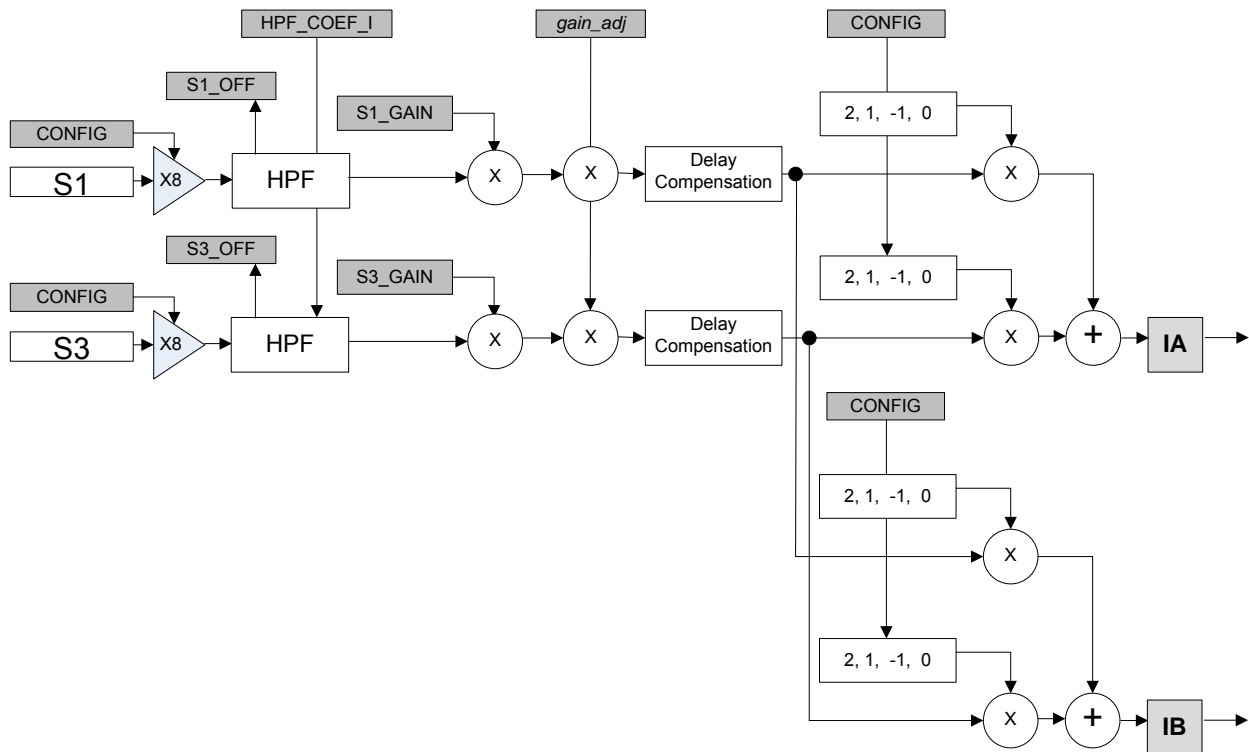 HPF_COEF_I
gain_adj
CONFIG
S1_OFF
S1_GAIN
2, 1, -1, 0
CONFIG
S1
X8
HPF
X
X
Delay
Compensation
X
S3_OFF
S3_GAIN
2, 1, -1, 0
CONFIG
S3
X8
HPF
X
X
Delay
Compensation
X
+
IA
CONFIG
2, 1, -1, 0
X
2, 1, -1, 0
X
+
IB